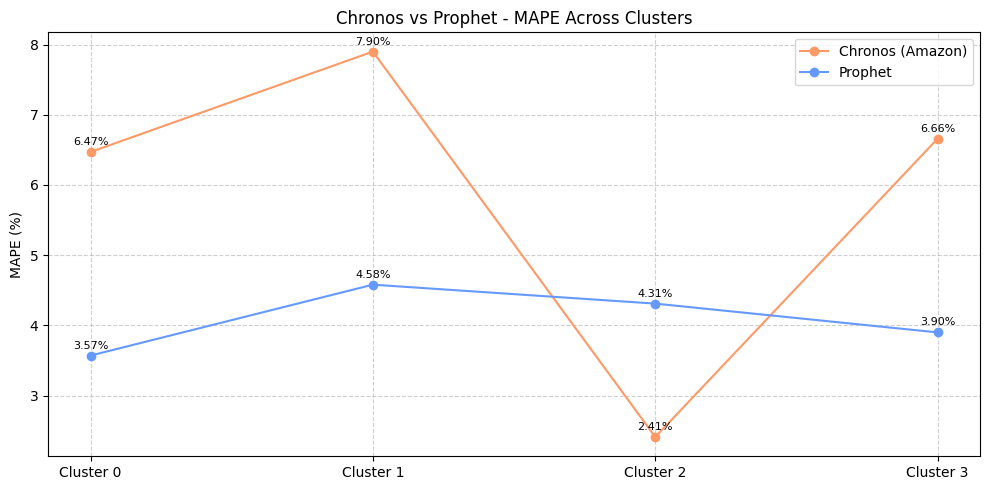 Chronos vs Prophet - MAPE Across Clusters
Chronos (Amazon)
Prophet
MAPE (%)
8
7
6
5
4
3
7.90%
6.47%
6.66%
4.58%
4.31%
3.90%
3.57%
2.41%
Cluster 0
Cluster 1
Cluster 2
Cluster 3